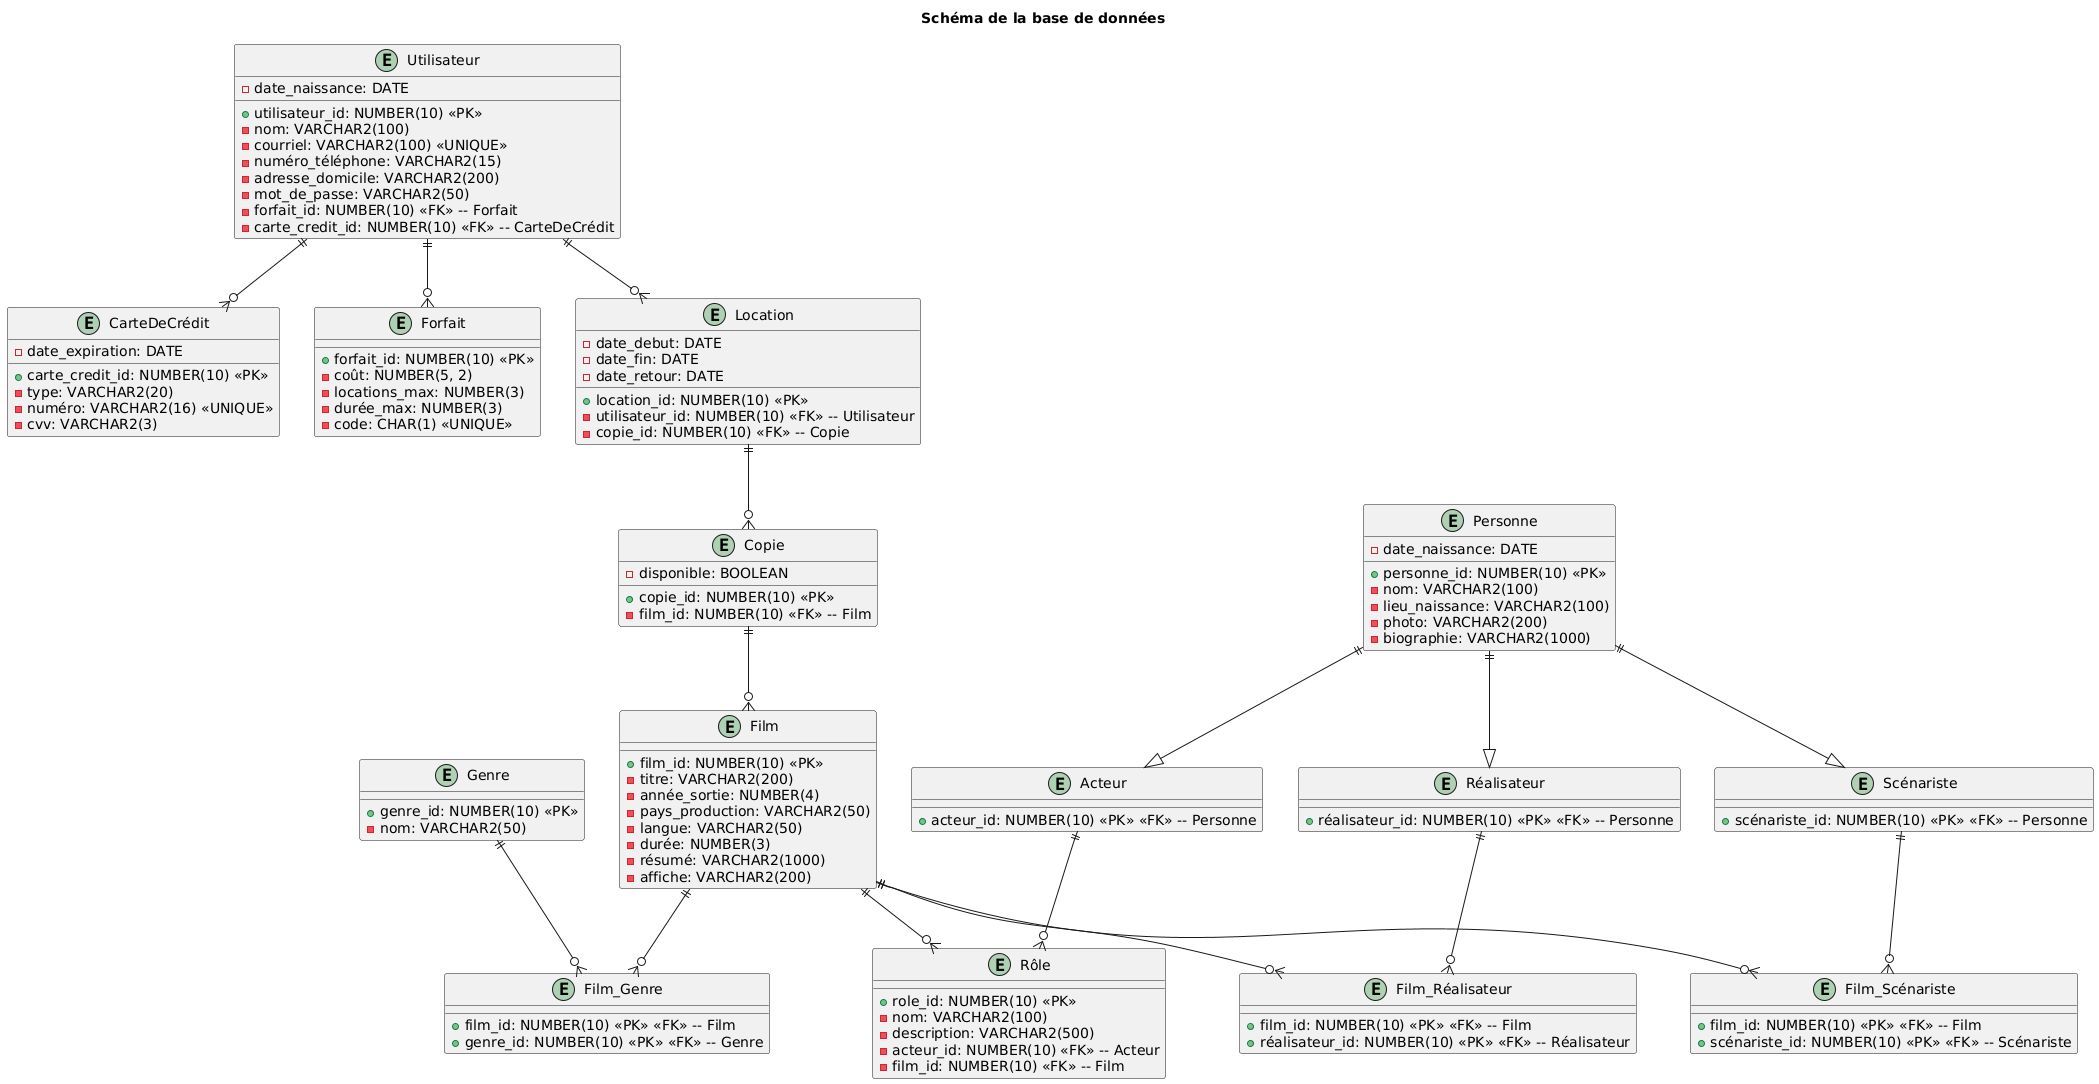 Schéma de la base de données
E Utilisateur
date_naissance: DATE
utilisateur_id: NUMBER(10) «PK»
nom: VARCHAR2(100)
courriel: VARCHAR2(100) «UNIQUE»
numéro_téléphone: VARCHAR2(15)
adresse_domicile: VARCHAR2(200)
mot_de_passe: VARCHAR2(50)
forfait_id: NUMBER(10) «FK» -- Forfait
carte_credit_id: NUMBER(10) «FK» -- CarteDeCrédit
E CarteDeCrédit
date_expiration: DATE
carte_credit_id: NUMBER(10) «PK»
type: VARCHAR2(20)
numéro: VARCHAR2(16) «UNIQUE»
cvv: VARCHAR2(3)
E Forfait
forfait_id: NUMBER(10) «PK»
coût: NUMBER(5, 2)
locations_max: NUMBER(3)
durée_max: NUMBER(3)
code: CHAR(1) «UNIQUE»
E Location
date_debut: DATE
date_fin: DATE
date_retour: DATE
location_id: NUMBER(10) «PK»
utilisateur_id: NUMBER(10) «FK» -- Utilisateur
copie_id: NUMBER(10) «FK» -- Copie
E Copie
disponible: BOOLEAN
copie_id: NUMBER(10) «PK»
film_id: NUMBER(10) «FK» -- Film
E Personne
date_naissance: DATE
personne_id: NUMBER(10) «PK»
nom: VARCHAR2(100)
lieu_naissance: VARCHAR2(100)
photo: VARCHAR2(200)
biographie: VARCHAR2(1000)
E Genre
genre_id: NUMBER(10) «PK»
nom: VARCHAR2(50)
E Film
film_id: NUMBER(10) «PK»
titre: VARCHAR2(200)
année_sortie: NUMBER(4)
pays_production: VARCHAR2(50)
langue: VARCHAR2(50)
durée: NUMBER(3)
résumé: VARCHAR2(1000)
affiche: VARCHAR2(200)
E Acteur
acteur_id: NUMBER(10) «PK» «FK» -- Personne
E Réalisateur
réalisateur_id: NUMBER(10) «PK» «FK» -- Personne
E Scénariste
scénariste_id: NUMBER(10) «PK» «FK» -- Personne
E Film_Genre
film_id: NUMBER(10) «PK» «FK» -- Film
genre_id: NUMBER(10) «PK» «FK» -- Genre
E Rôle
role_id: NUMBER(10) «PK»
nom: VARCHAR2(100)
description: VARCHAR2(500)
acteur_id: NUMBER(10) «FK» -- Acteur
film_id: NUMBER(10) «FK» -- Film
E Film_Réalisateur
film_id: NUMBER(10) «PK» «FK» -- Film
réalisateur_id: NUMBER(10) «PK» «FK» -- Réalisateur
E Film_Scénariste
film_id: NUMBER(10) «PK» «FK» -- Film
scénariste_id: NUMBER(10) «PK» «FK» -- Scénariste